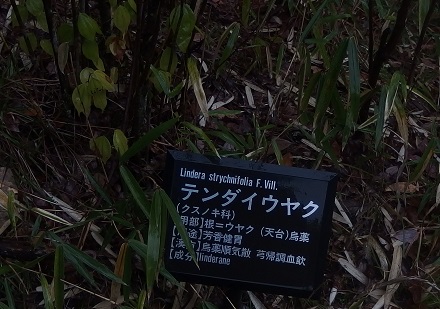 Lindera strychnifolia F. Vill.
テンダイウヤク
(クスノキ科)
用部】根＝ウヤク (天台)烏薬
途】芳香健胃
【漢方】烏薬順気散 芎帰調血飲
【成分】linderane